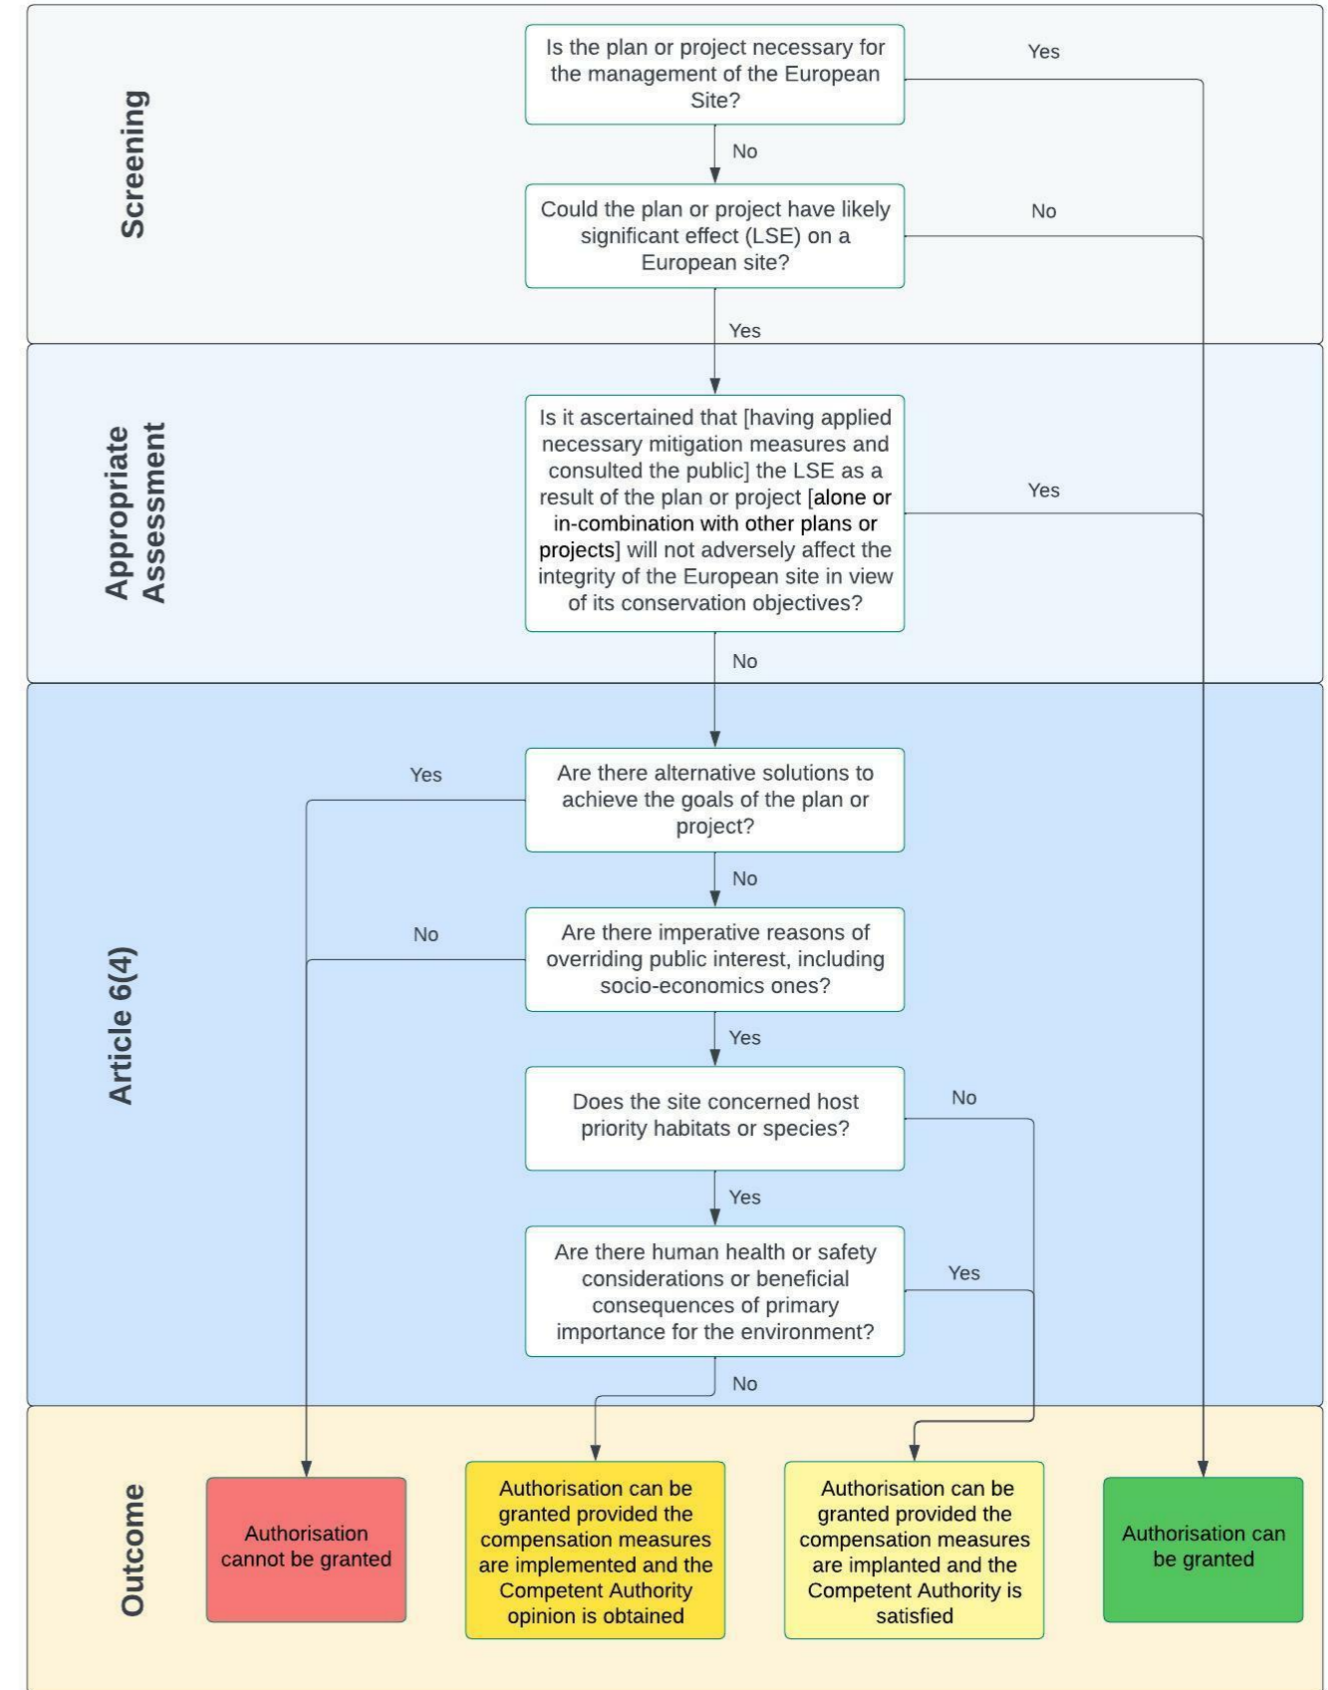 Screening
Is the plan or project necessary for
the management of the European
Site?
Yes
No
Could the plan or project have likely
significant effect (LSE) on a
European site?
No
Yes
Appropriate
Assessment
Is it ascertained that [having applied
necessary mitigation measures and
consulted the public] the LSE as a
result of the plan or project [alone or
in-combination with other plans or
projects] will not adversely affect the
integrity of the European site in view
of its conservation objectives?
Yes
No
Article 6(4)
Are there alternative solutions to
achieve the goals of the plan or
project?
Yes
No
Are there imperative reasons of
overriding public interest, including
socio-economics ones?
No
Yes
Does the site concerned host
priority habitats or species?
No
Yes
Are there human health or safety
considerations or beneficial
consequences of primary
importance for the environment?
Yes
No
Outcome
Authorisation
cannot be granted
Authorisation can be
granted provided the
compensation measures
are implemented and the
Competent Authority
opinion is obtained
Authorisation can be
granted provided the
compensation measures
are implanted and the
Competent Authority is
satisfied
Authorisation can
be granted